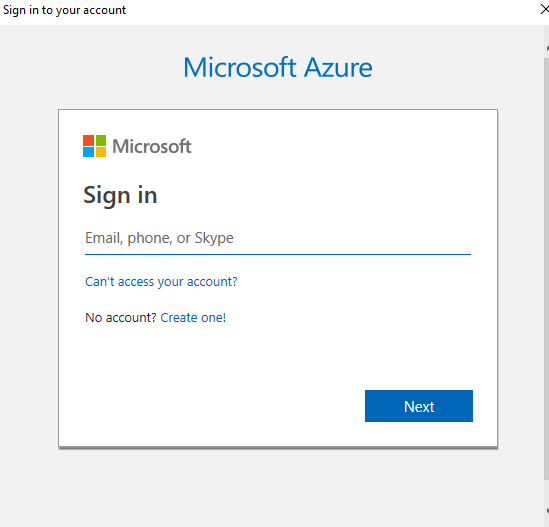 Sign in to your account
Microsoft Azure
Microsoft
Sign in
Email, phone, or Skype
Can't access your account?
No account? Create one!
Next